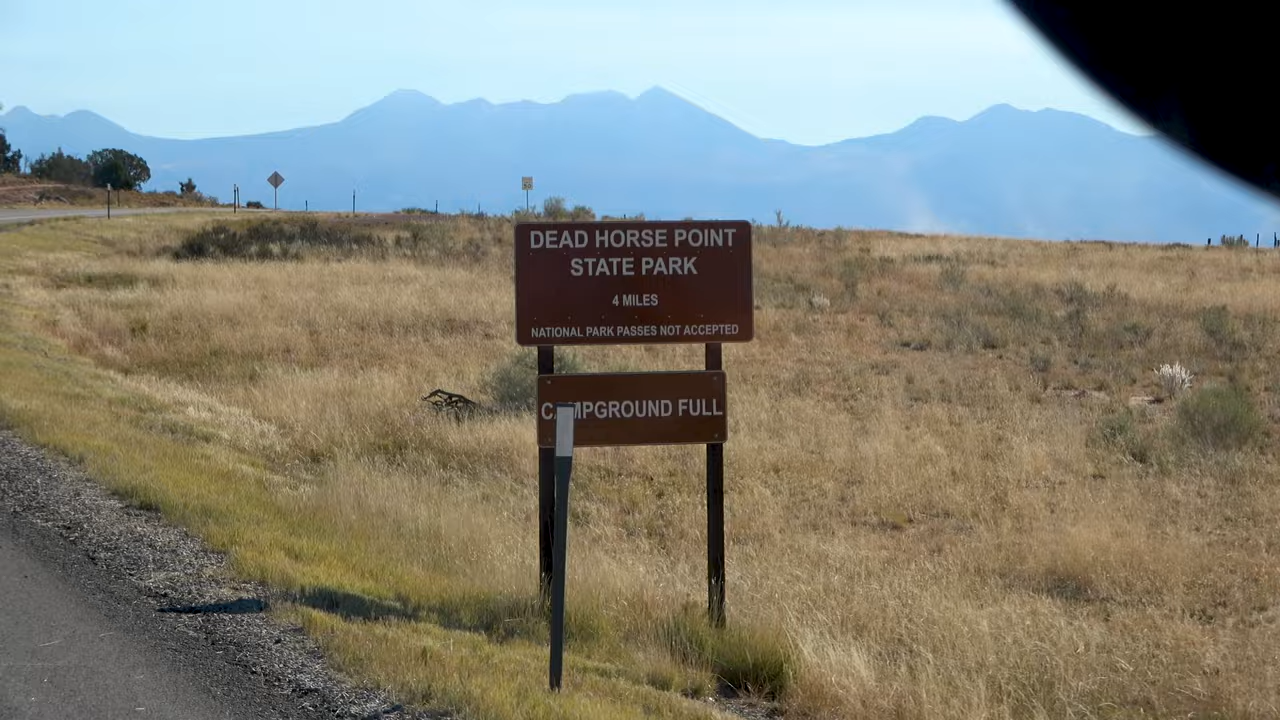 DEAD HORSE POINT
STATE PARK
4 MILES
NATIONAL PARK PASSES NOT ACCEPTED
CAMPGROUND FULL